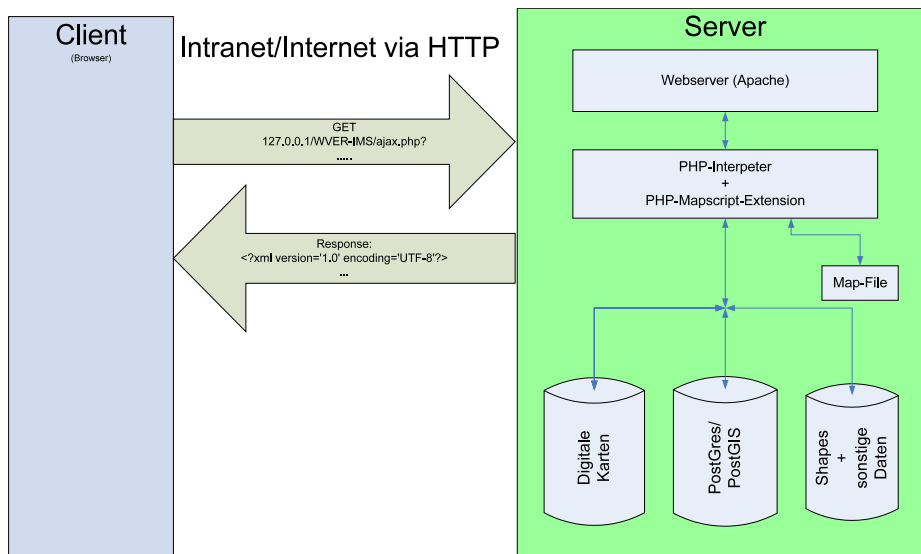 Client
(Browser)
Intranet/Internet via HTTP
GET
127.0.0.1/WVER-IMS/ajax.php?
.....
Response:
<?xml version='1.0' encoding='UTF-8'?>
...
Server
Webserver (Apache)
PHP-Interpeter
+
PHP-Mapscript-Extension
Map-File
Digitale
Karten
PostGres/
PostGIS
Shapes
+
sonstige
Daten